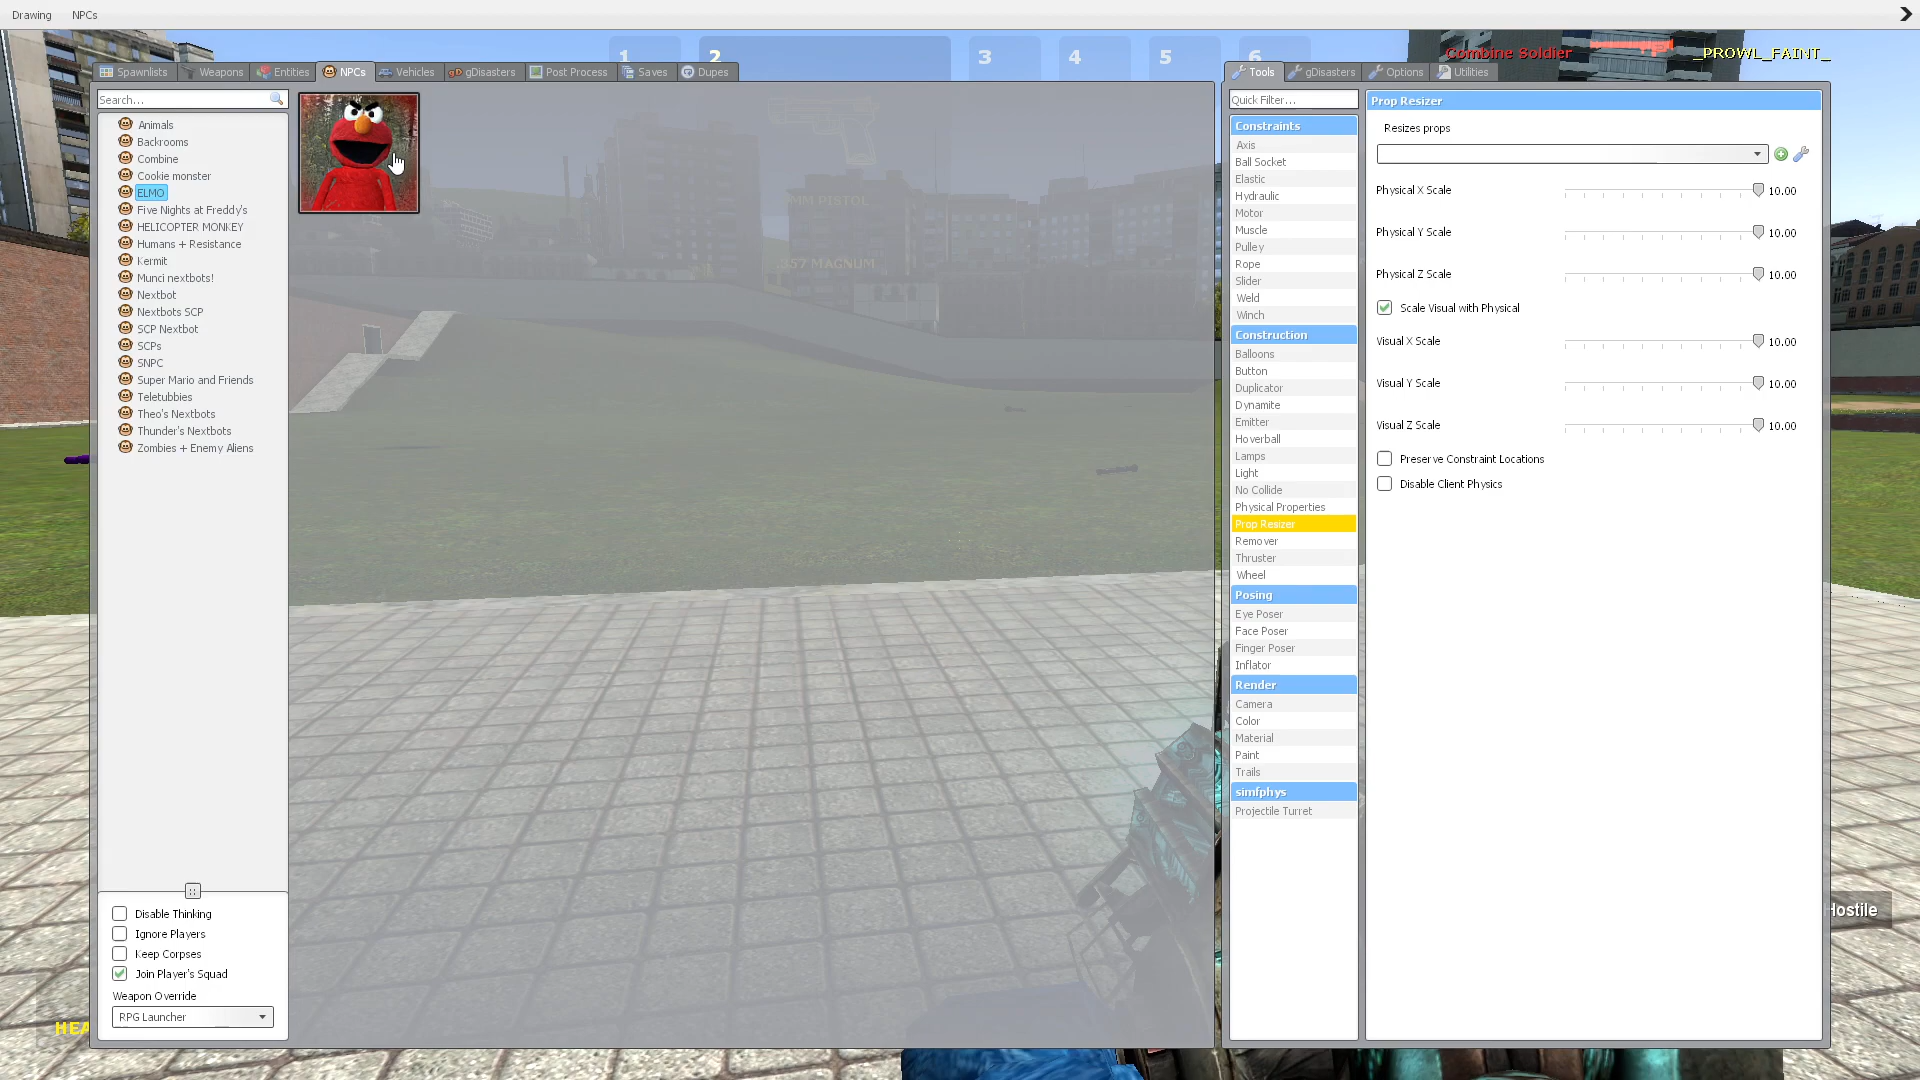 Drawing NPCs
1 2 3 4 5 6
Combine Soldier _PROWL_FAINT_
Spawnlists Weapons Entities NPCs Vehicles gDisasters Post Process Saves Dupes
Search...
Animals
Backrooms
Combine
Cookie monster
ELMO
Five Nights at Freddy's
HELICOPTER MONKEY
Humans + Resistance
Kermit
Munci nextbots!
Nextbot
Nextbots SCP
SCP Nextbot
SCPs
SNPC
Super Mario and Friends
Teletubbies
Theo's Nextbots
Thunder's Nextbots
Zombies + Enemy Aliens
Disable Thinking
Ignore Players
Keep Corpses
Join Player's Squad
Weapon Override
RPG Launcher
HEA
MM PISTOL
.357 MAGNUM
Tools gDisasters Options Utilities
Quick Filter...
Constraints
Axis
Ball Socket
Elastic
Hydraulic
Motor
Muscle
Pulley
Rope
Slider
Weld
Winch
Construction
Balloons
Button
Duplicator
Dynamite
Emitter
Hoverball
Lamps
Light
No Collide
Physical Properties
Prop Resizer
Remover
Thruster
Wheel
Posing
Eye Poser
Face Poser
Finger Poser
Inflator
Render
Camera
Color
Material
Paint
Trails
simfphys
Projectile Turret
Prop Resizer
Resizes props
Physical X Scale 10.00
Physical Y Scale 10.00
Physical Z Scale 10.00
Scale Visual with Physical
Visual X Scale 10.00
Visual Y Scale 10.00
Visual Z Scale 10.00
Preserve Constraint Locations
Disable Client Physics
Hostile